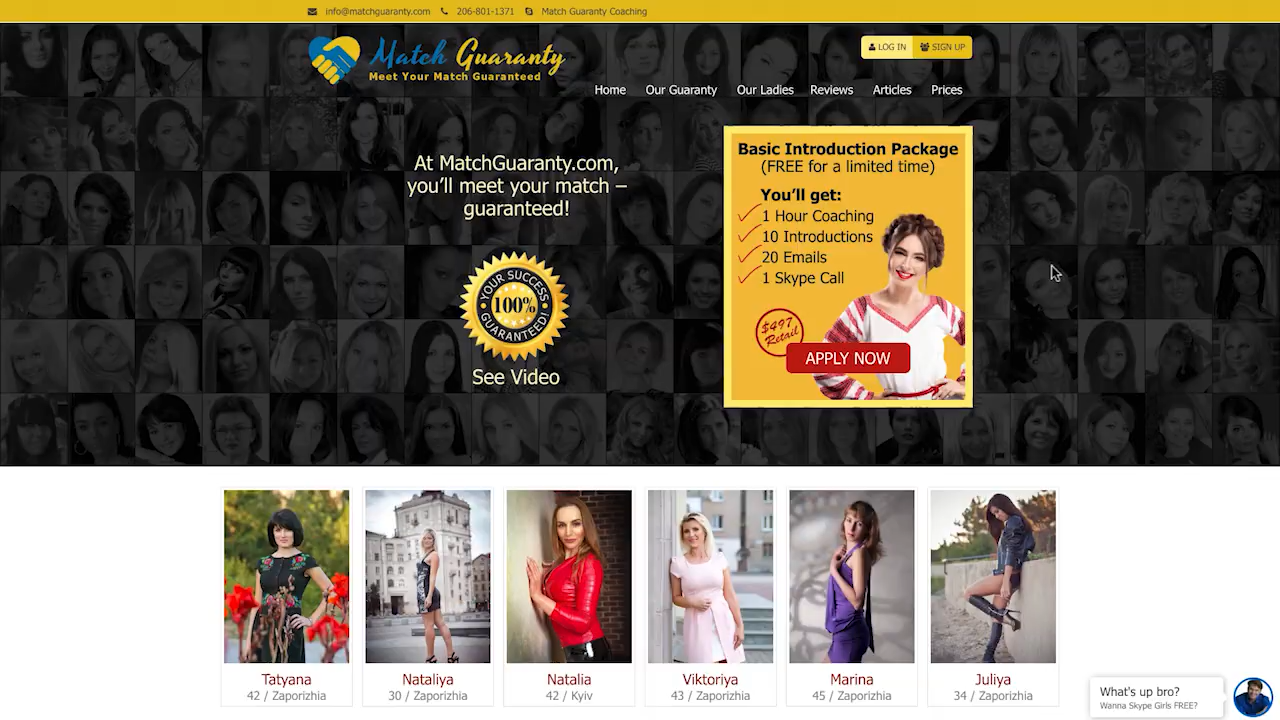 info@matchguaranty.com 206-801-1371 Match Guaranty Coaching
Match Guaranty
Meet Your Match Guaranteed
LOG IN SIGN UP
Home Our Guaranty Our Ladies Reviews Articles Prices
At MatchGuaranty.com,
you’ll meet your match –
guaranteed!
YOUR SUCCESS
100%
GUARANTEED!
See Video
Basic Introduction Package
(FREE for a limited time)
You’ll get:
1 Hour Coaching
10 Introductions
20 Emails
1 Skype Call
$497
Retail
APPLY NOW
Tatyana
42 / Zaporizhia
Nataliya
30 / Zaporizhia
Natalia
42 / Kyiv
Viktoriya
43 / Zaporizhia
Marina
45 / Zaporizhia
Juliya
34 / Zaporizhia
What's up bro?
Wanna Skype Girls FREE?